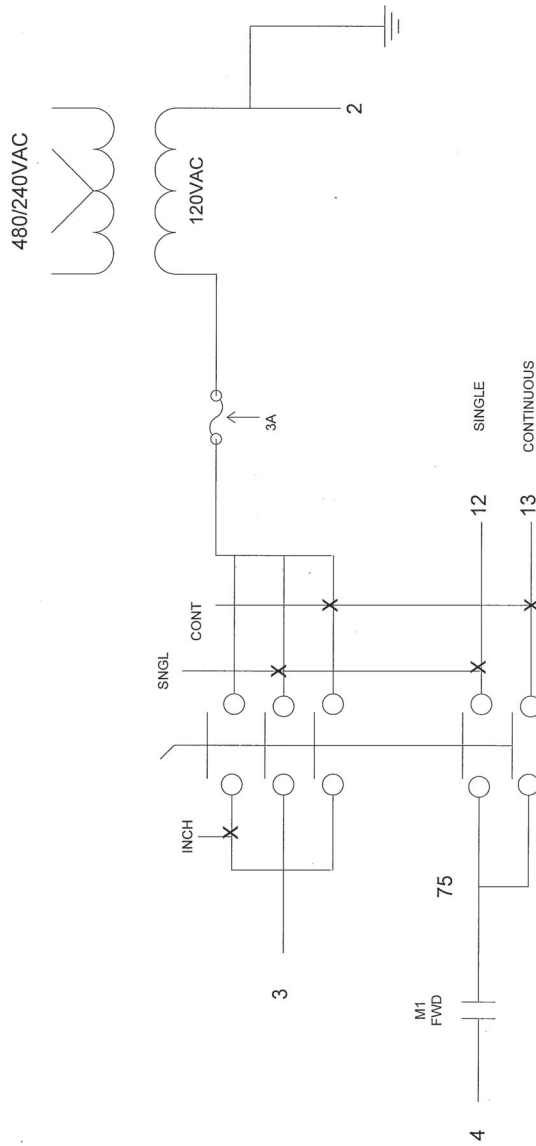 480/240VAC
120VAC
2
3A
CONT
SNGL
INCH
3
12
SINGLE
13
CONTINUOUS
75
M1
FWD
4